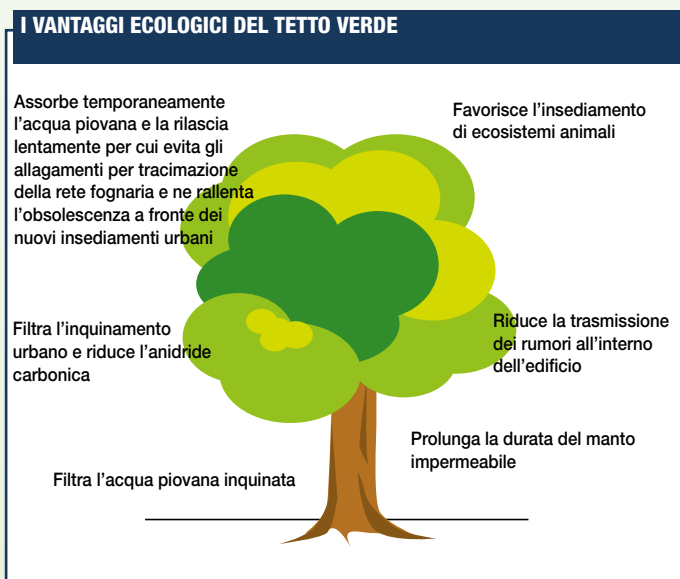 I VANTAGGI ECOLOGICI DEL TETTO VERDE
Assorbe temporaneamente
l'acqua piovana e la rilascia
lentamente per cui evita gli
allagamenti per tracimazione
della rete fognaria e ne rallenta
l'obsolescenza a fronte dei
nuovi insediamenti urbani
Favorisce l'insediamento
di ecosistemi animali
Filtra l'inquinamento
urbano e riduce l'anidride
carbonica
Riduce la trasmissione
dei rumori all'interno
dell'edificio
Prolunga la durata del manto
impermeabile
Filtra l'acqua piovana inquinata